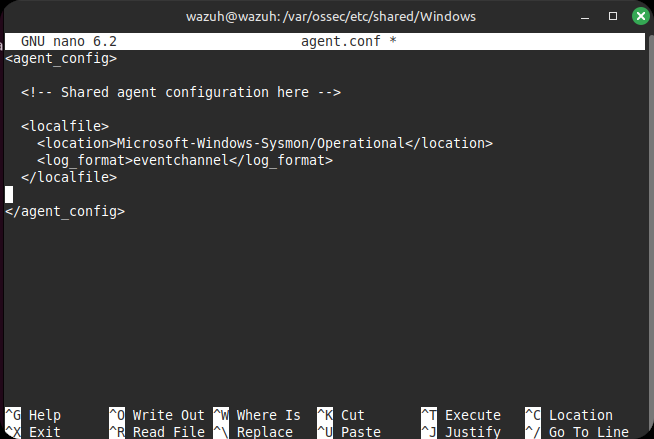 wazuh@wazuh: /var/ossec/etc/shared/Windows
GNU nano 6.2 agent.conf *
<agent_config>
<!-- Shared agent configuration here -->
<localfile>
<location>Microsoft-Windows-Sysmon/Operational</location>
<log_format>eventchannel</log_format>
</localfile>
</agent_config>
^G Help ^O Write Out ^W Where Is ^K Cut ^T Execute ^C Location
^X Exit ^R Read File ^\ Replace ^U Paste ^J Justify ^/ Go To Line